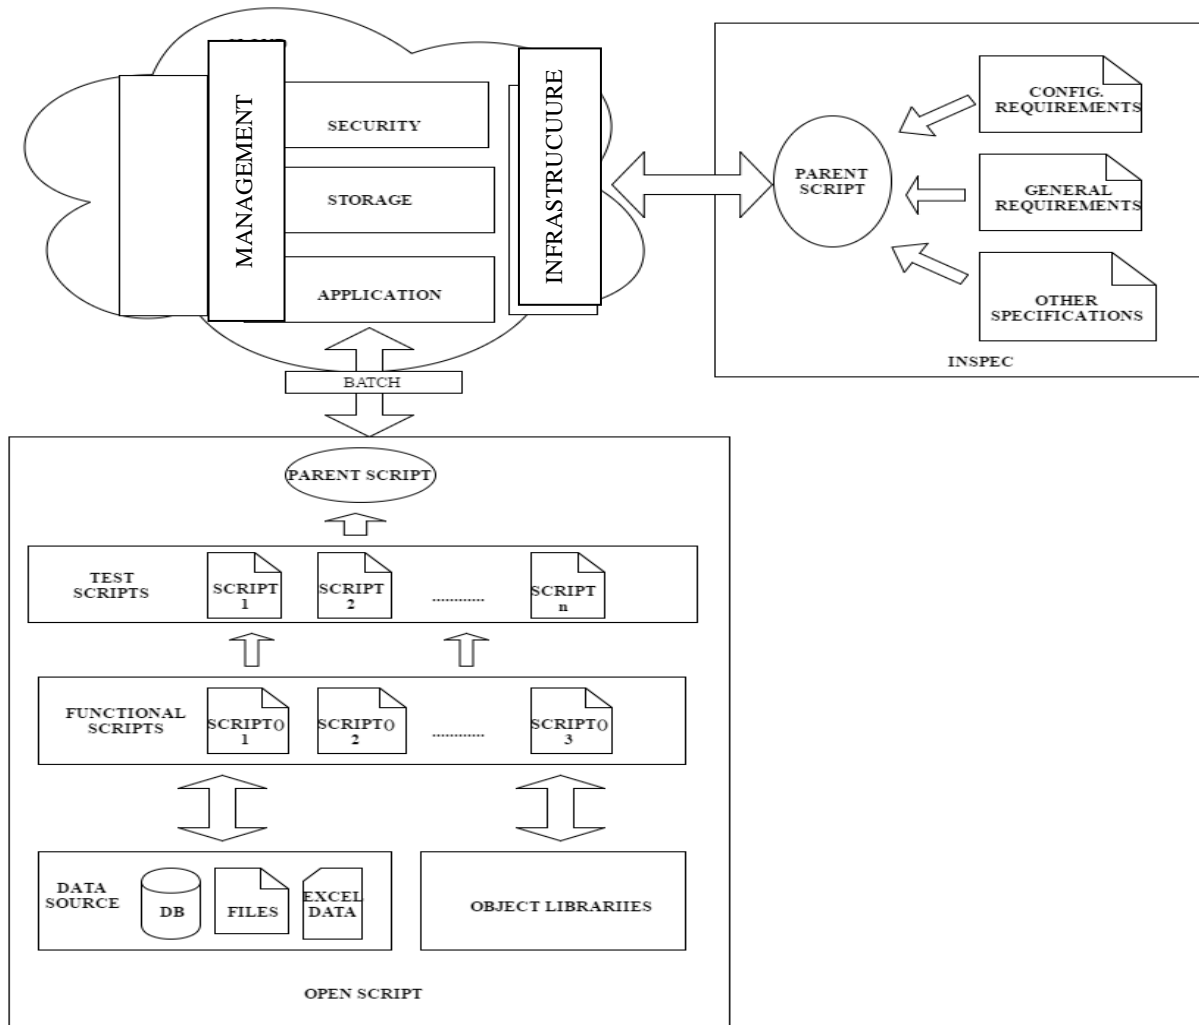 MANAGEMENT
SECURITY
STORAGE
APPLICATION
INFRASTRUCUURE
BATCH
PARENT
SCRIPT
CONFIG.
REQUIREMENTS
GENERAL
REQUIREMENTS
OTHER
SPECIFICATIONS
INSPEC
PARENT SCRIPT
TEST
SCRIPTS
SCRIPT
1
SCRIPT
2
............
SCRIPT
n
FUNCTIONAL
SCRIPTS
SCRIPT()
1
SCRIPT()
2
............
SCRIPT()
3
DATA
SOURCE
DB
FILES
EXCEL
DATA
OBJECT LIBRARIIES
OPEN SCRIPT